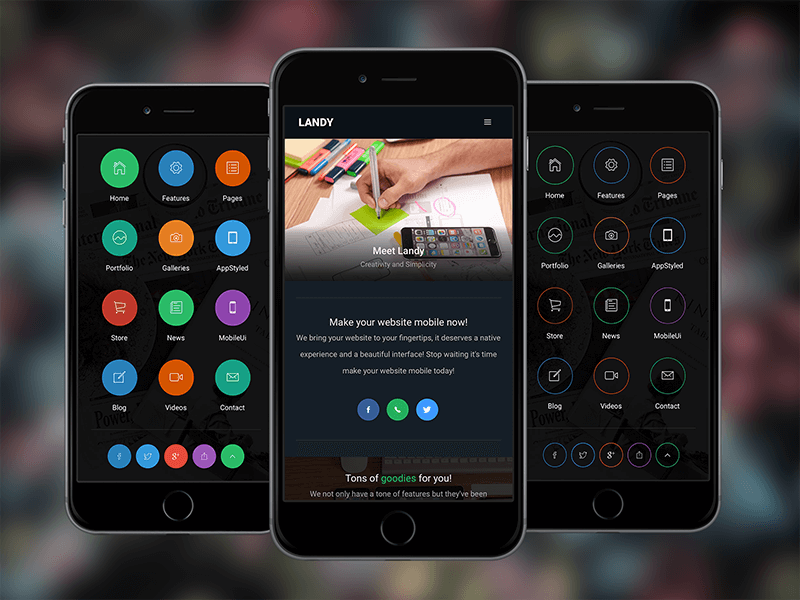 Home Features Pages
Portfolio Galleries AppStyled
Store News MobileUi
Blog Videos Contact
LANDY
Meet Landy
Creativity and Simplicity
Make your website mobile now!
We bring your website to your fingertips, it deserves a native
experience and a beautiful interface! Stop waiting it's time
make your website mobile today!
Tons of goodies for you!
We not only have a tone of features but they've been
Home Features Pages
Portfolio Galleries AppStyled
Store News MobileUi
Blog Videos Contact